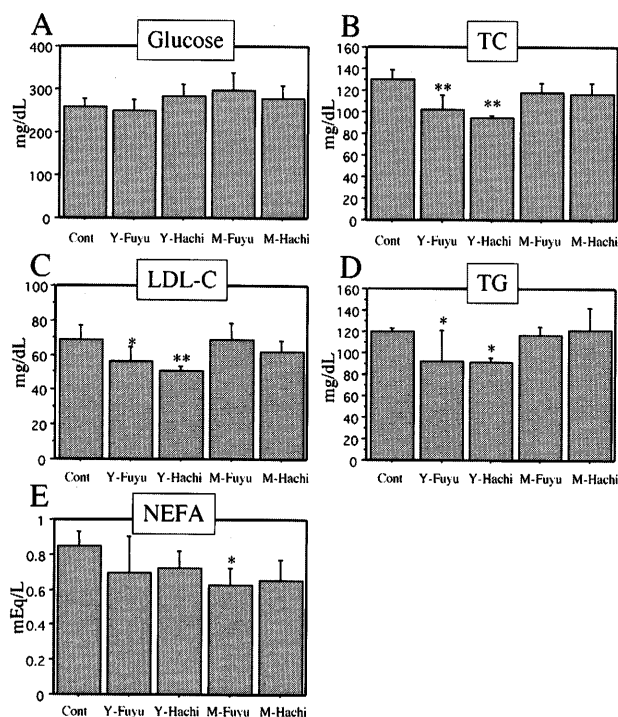 A
Glucose
400
300
200
100
0
mg/dL
Cont Y-Fuyu Y-Hachi M-Fuyu M-Hachi
B
TC
160
140
120
100
80
60
40
20
0
mg/dL
** **
Cont Y-Fuyu Y-Hachi M-Fuyu M-Hachi
C
LDL-C
100
80
60
40
20
0
mg/dL
* **
Cont Y-Fuyu Y-Hachi M-Fuyu M-Hachi
D
TG
160
140
120
100
80
60
40
20
0
mg/dL
* *
Cont Y-Fuyu Y-Hachi M-Fuyu M-Hachi
E
NEFA
1
0.8
0.6
0.4
0.2
0
mEq/L
*
Cont Y-Fuyu Y-Hachi M-Fuyu M-Hachi